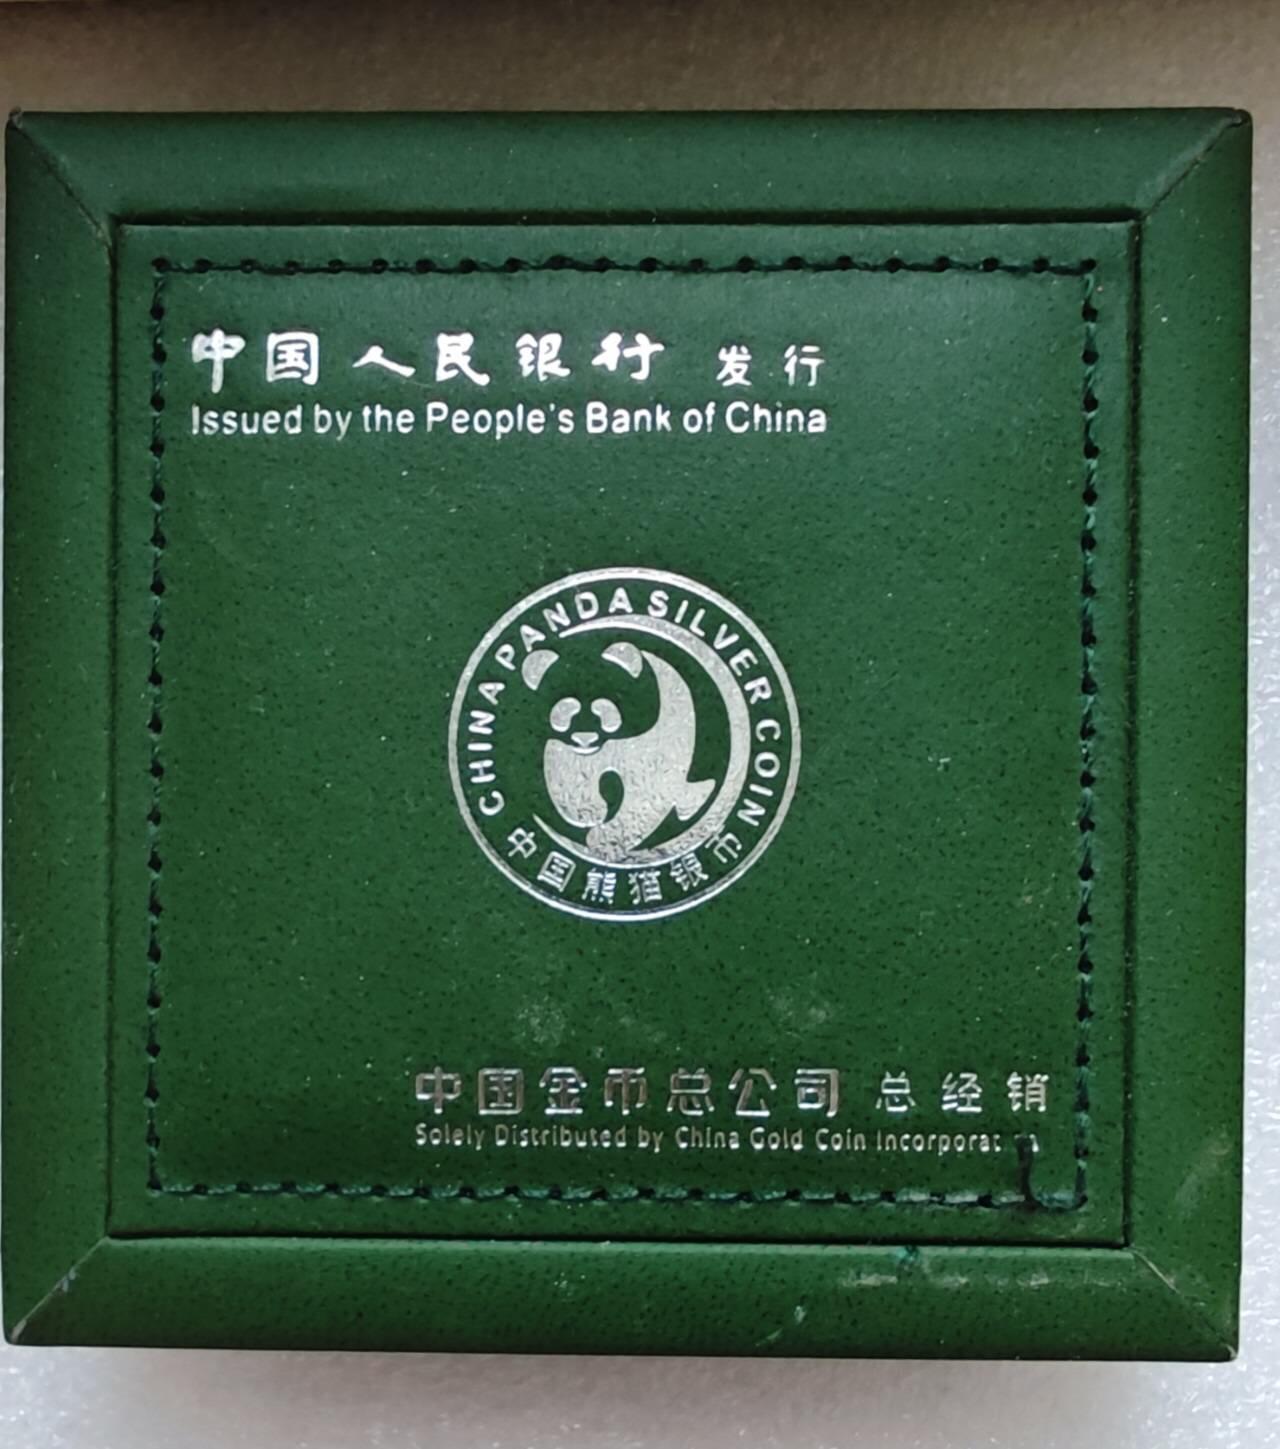 中国人民银行 发行
Issued by the People's Bank of China
CHINA PANDA SILVER COIN
中国熊猫银币
中国金币总公司 总经销
Solely Distributed by China Gold Coin